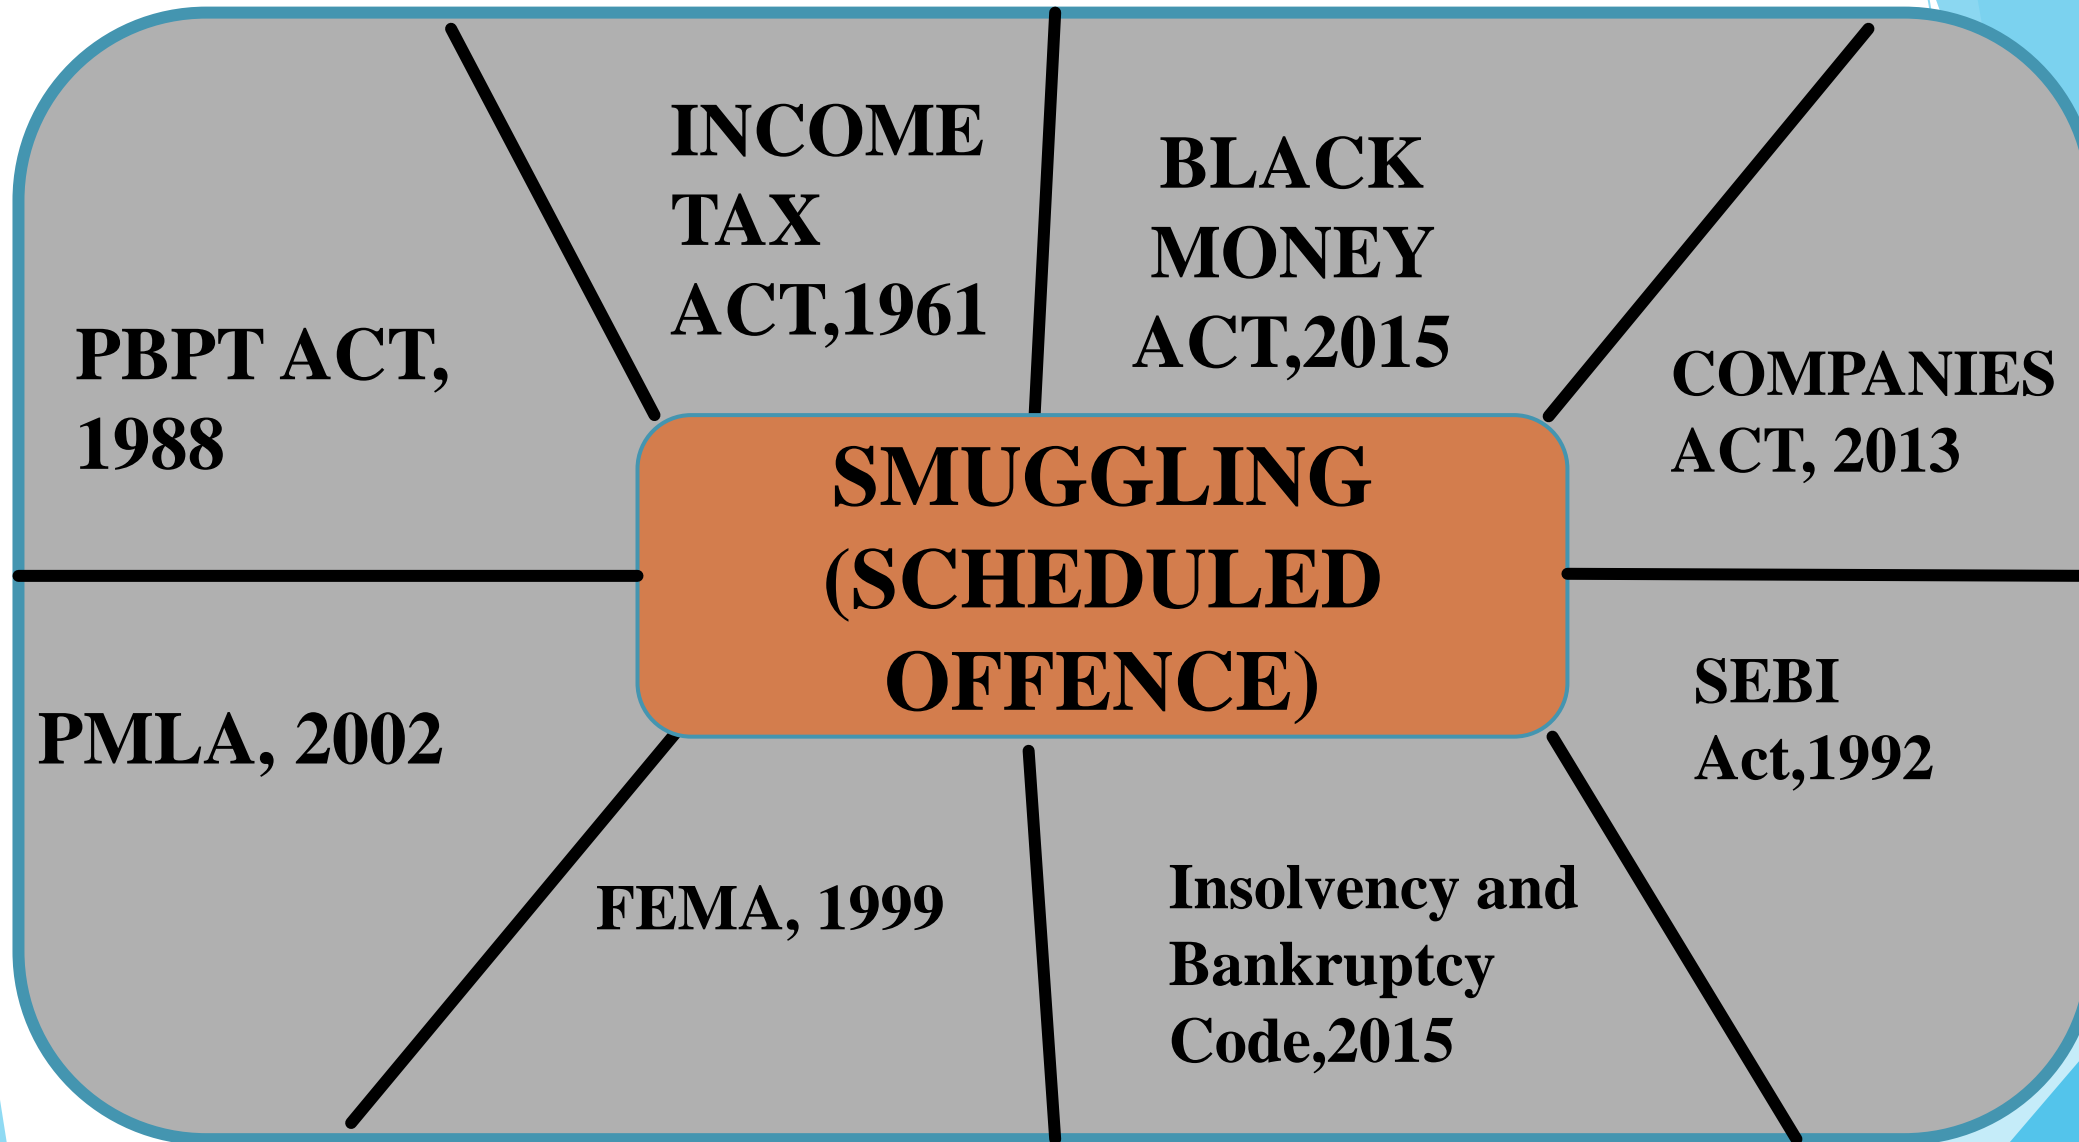 INCOME
TAX
ACT,1961
BLACK
MONEY
ACT,2015
PBPT ACT,
1988
COMPANIES
ACT, 2013
SMUGGLING
(SCHEDULED
OFFENCE)
PMLA, 2002
SEBI
Act,1992
FEMA, 1999
Insolvency and
Bankruptcy
Code,2015